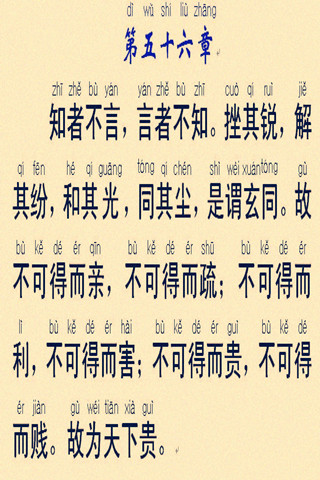 dì wǔ shí liù zhāng
第五十六章
zhī zhě bù yán yán zhě bù zhī cuò qí ruì jiě
知者不言，言者不知。挫其锐，解
qí fēn hé qí guāng tóng qí chén shì wèi xuán tóng gù
其纷，和其光，同其尘，是谓玄同。故
bù kě dé ér qīn bù kě dé ér shū bù kě dé ér
不可得而亲，不可得而疏；不可得而
lì bù kě dé ér hài bù kě dé ér guì bù kě dé
利，不可得而害；不可得而贵，不可得
ér jiàn gù wéi tiān xià guì
而贱。故为天下贵。